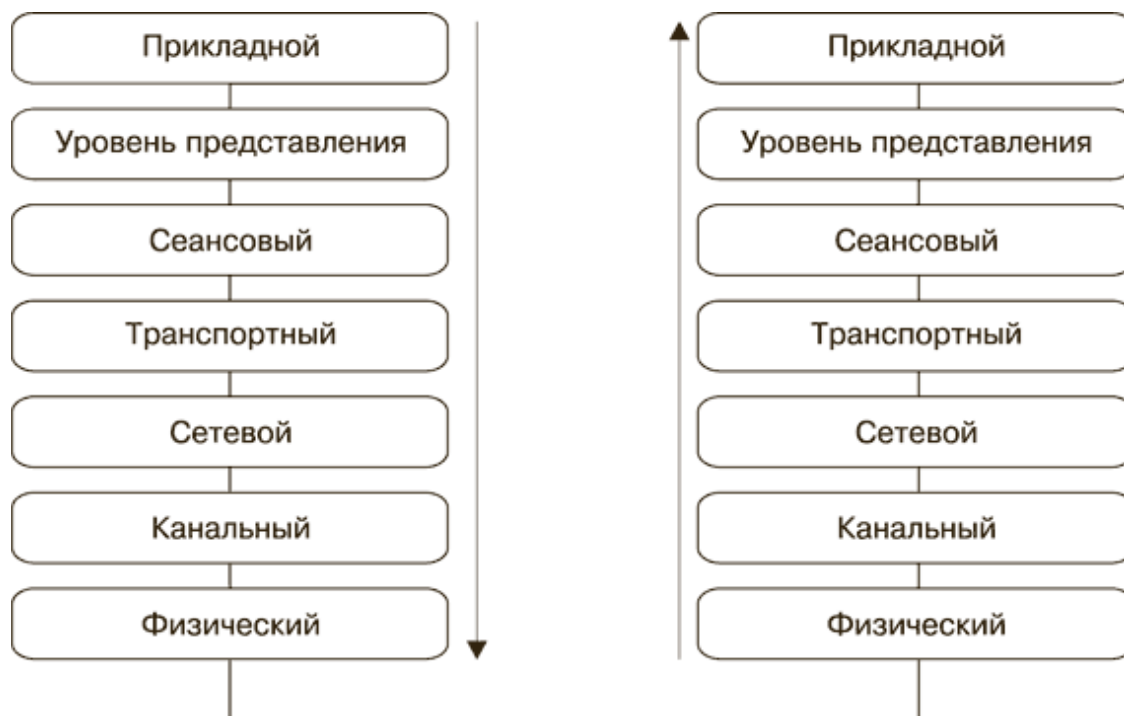 Прикладной
Уровень представления
Сеансовый
Транспортный
Сетевой
Канальный
Физический
Прикладной
Уровень представления
Сеансовый
Транспортный
Сетевой
Канальный
Физический